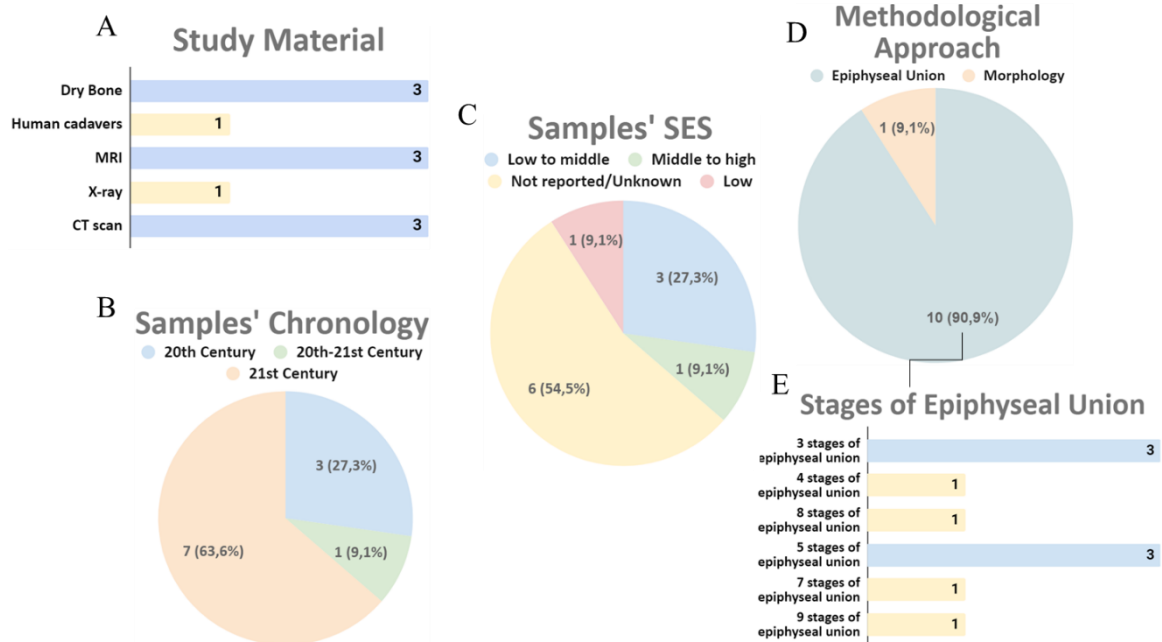 A
Study Material
Dry Bone 3
Human cadavers 1
MRI 3
X-ray 1
CT scan 3
B
Samples' Chronology
20th Century 20th-21st Century
21st Century
3 (27,3%)
1 (9,1%)
7 (63,6%)
C
Samples' SES
Low to middle Middle to high
Not reported/Unknown Low
1 (9,1%)
3 (27,3%)
1 (9,1%)
6 (54,5%)
D
Methodological
Approach
Epiphyseal Union Morphology
1 (9,1%)
10 (90,9%)
E
Stages of Epiphyseal Union
3 stages of
epiphyseal union 3
4 stages of
epiphyseal union 1
8 stages of
epiphyseal union 1
5 stages of
epiphyseal union 3
7 stages of
epiphyseal union 1
9 stages of
epiphyseal union 1